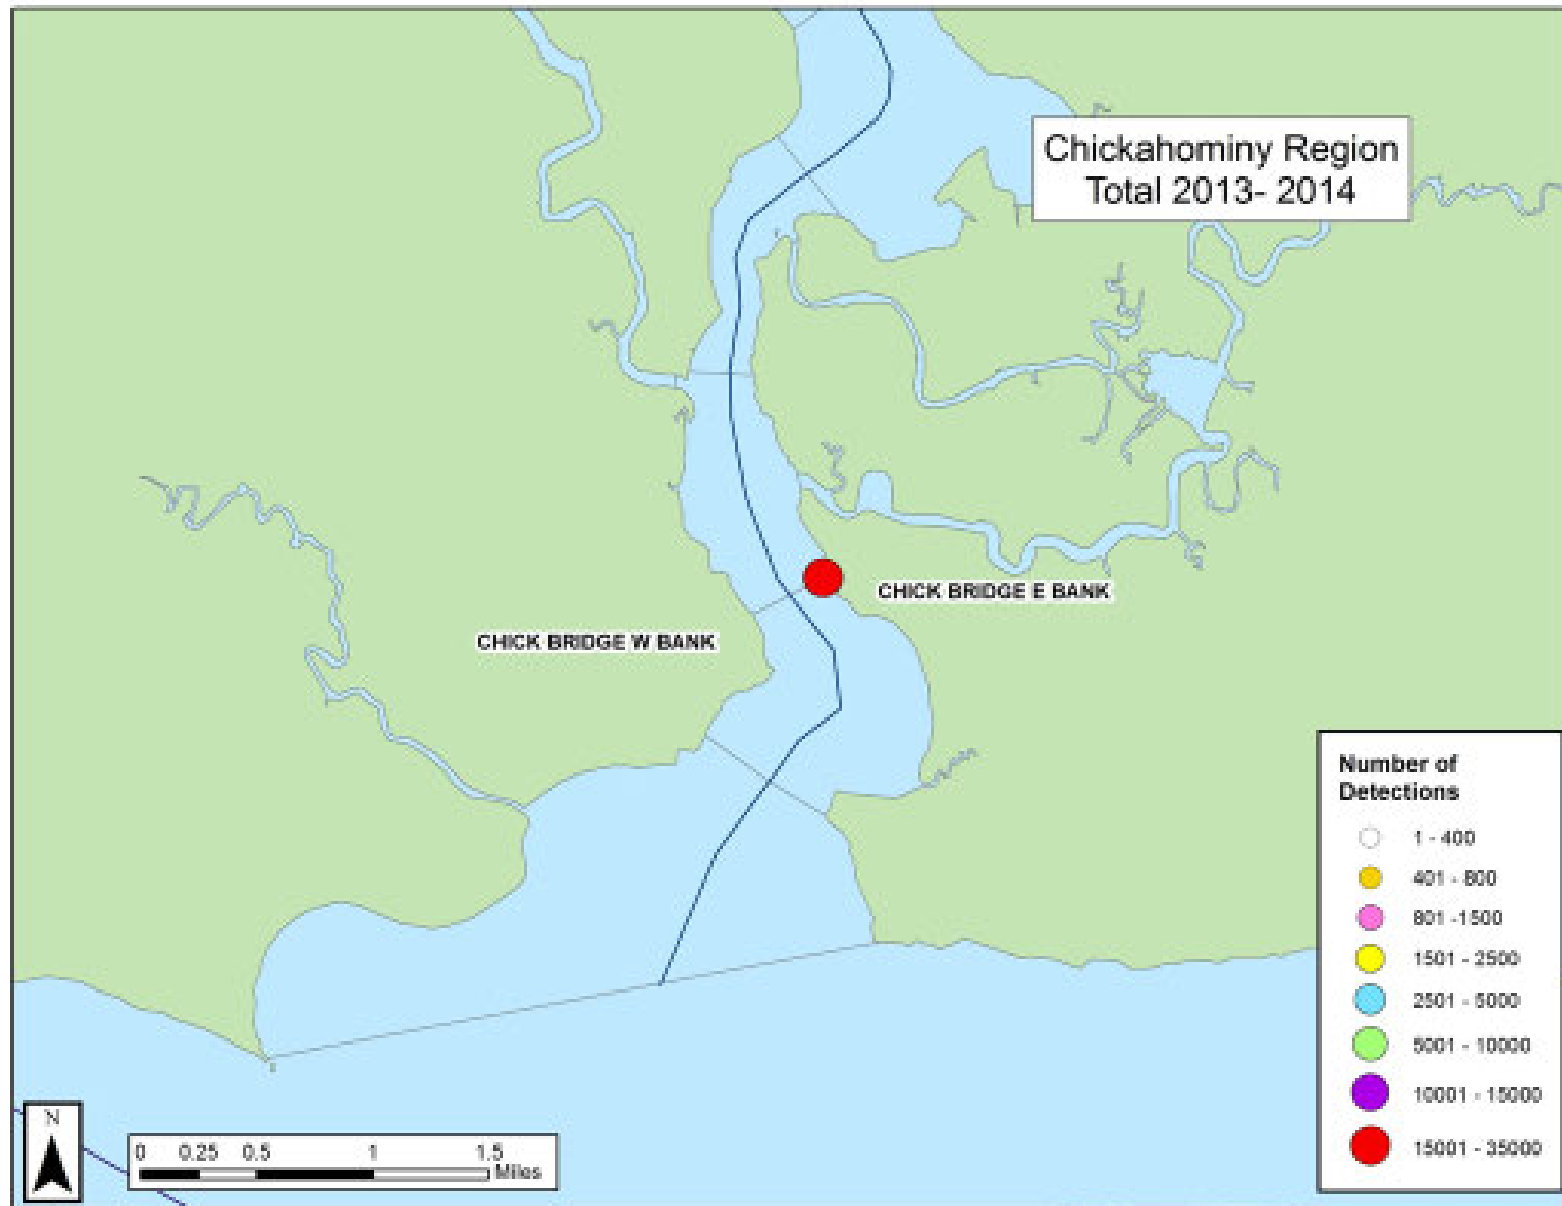 Chickahominy Region
Total 2013- 2014
CHICK BRIDGE E BANK
CHICK BRIDGE W BANK
Number of
Detections
1 - 400
401 - 800
801 -1500
1501 - 2500
2501 - 5000
5001 - 10000
10001 - 15000
15001 - 35000
N
0 0.25 0.5 1 1.5
Miles